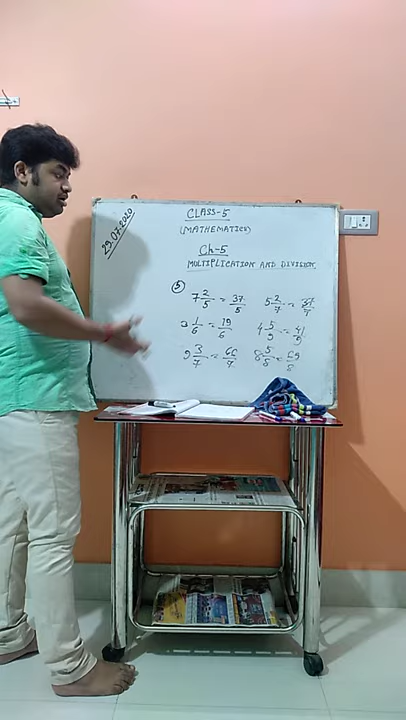 29.07.2020
CLASS-5
(MATHEMATICS)
Ch-5
MULTIPLICATION AND DIVISION
5
7 2/5 = 37/5 5 2/7 = 37/7
3 1/6 = 19/6 4 5/9 = 41/9
9 3/7 = 66/7 8 5/8 = 69/8